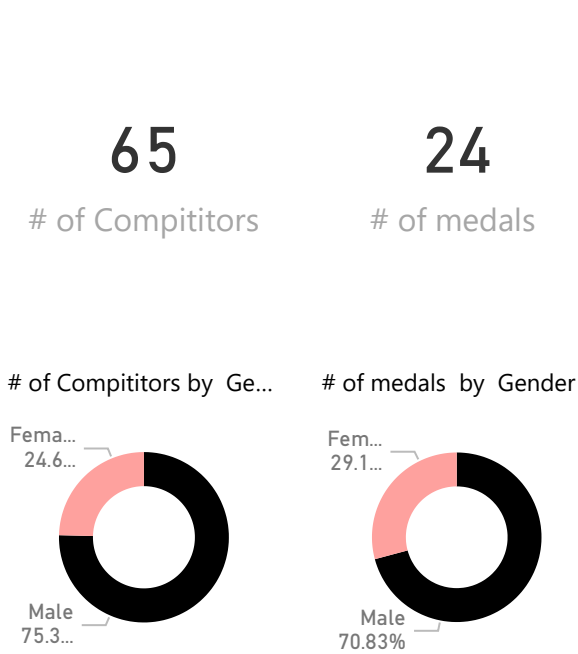 65
# of Compititors
24
# of medals
# of Compititors by Ge...
Fema...
24.6...
Male
75.3...
# of medals by Gender
Fem...
29.1...
Male
70.83%